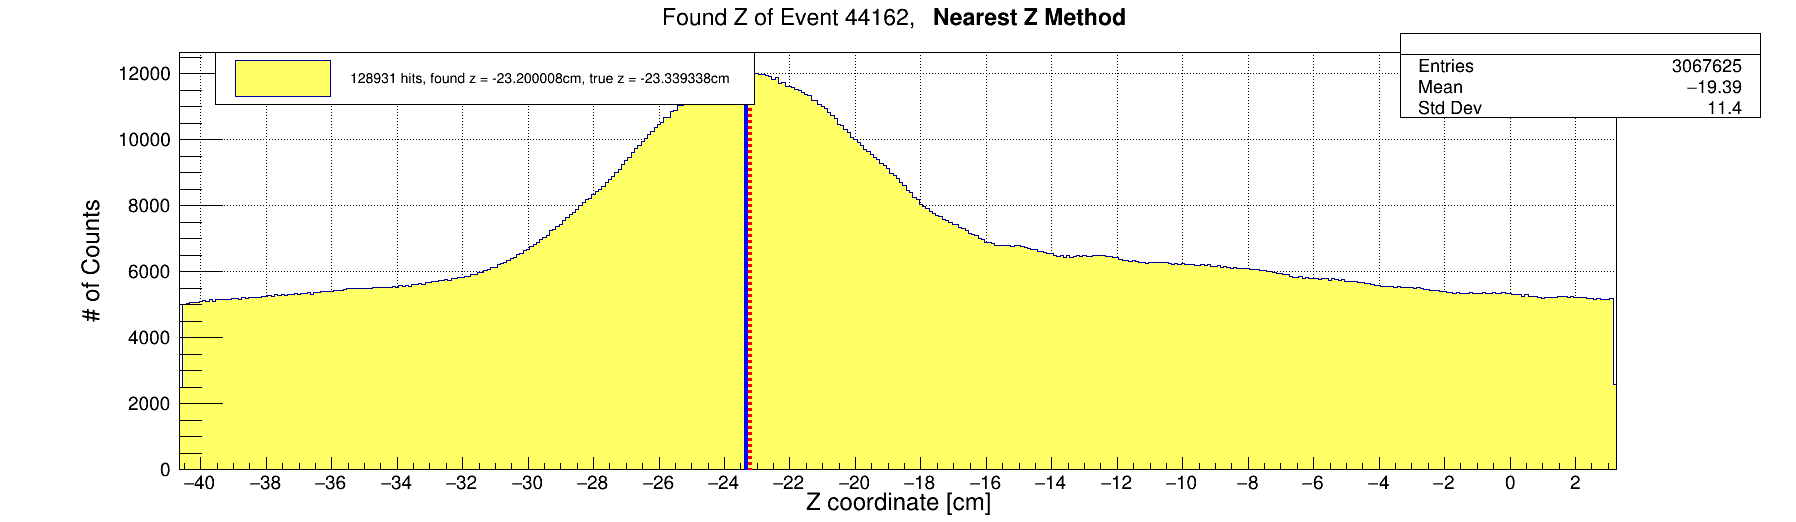 Found Z of Event 44162, Nearest Z Method
128931 hits, found z = -23.200008cm, true z = -23.339338cm
Entries 3067625
Mean −19.39
Std Dev 11.4
# of Counts
12000
10000
8000
6000
4000
2000
0
−40 −38 −36 −34 −32 −30 −28 −26 −24 −22 −20 −18 −16 −14 −12 −10 −8 −6 −4 −2 0 2
Z coordinate [cm]